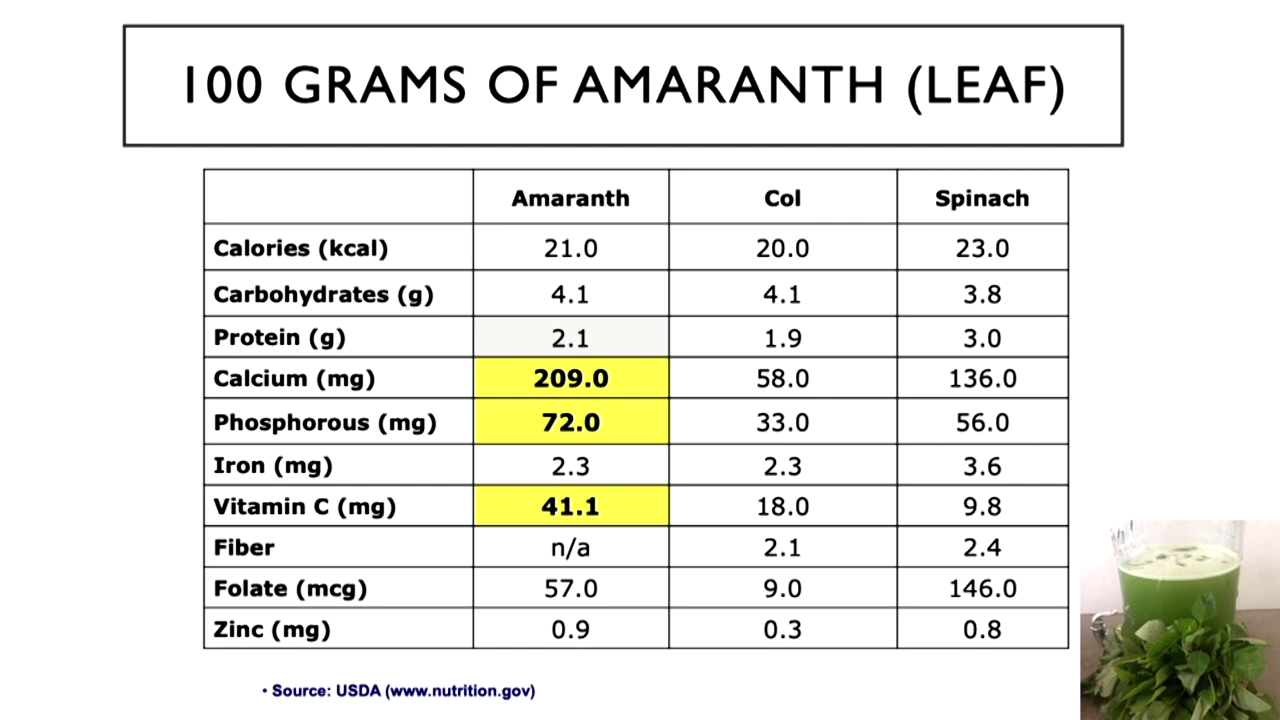 100 GRAMS OF AMARANTH (LEAF)
Amaranth Col Spinach
Calories (kcal) 21.0 20.0 23.0
Carbohydrates (g) 4.1 4.1 3.8
Protein (g) 2.1 1.9 3.0
Calcium (mg) 209.0 58.0 136.0
Phosphorous (mg) 72.0 33.0 56.0
Iron (mg) 2.3 2.3 3.6
Vitamin C (mg) 41.1 18.0 9.8
Fiber n/a 2.1 2.4
Folate (mcg) 57.0 9.0 146.0
Zinc (mg) 0.9 0.3 0.8
• Source: USDA (www.nutrition.gov)